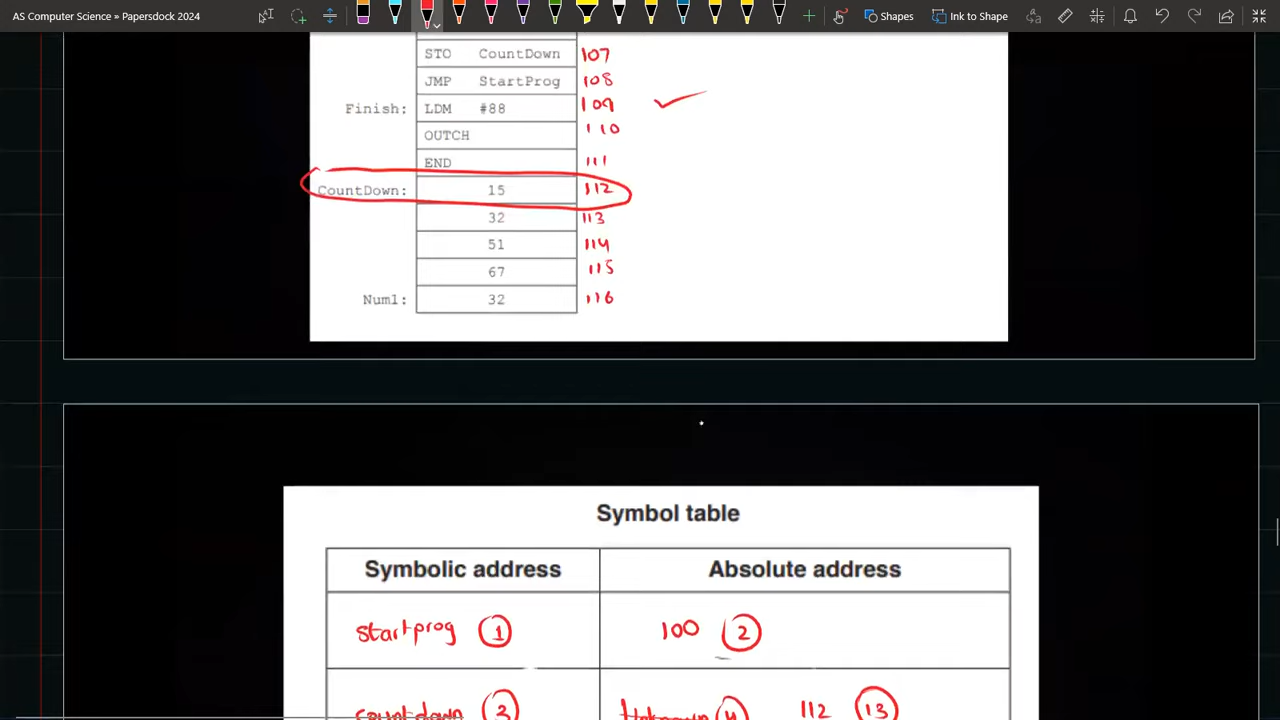 AS Computer Science » Papersdock 2024
Shapes
Ink to Shape
STO CountDown 107
JMP StartProg 108
Finish: LDM #88 109
OUTCH 110
END 111
CountDown: 15 112
32 113
51 114
67 115
Num1: 32 116
Symbol table
Symbolic address Absolute address
startprog 1 100 2
countdown 3 Unknown 4 112 13